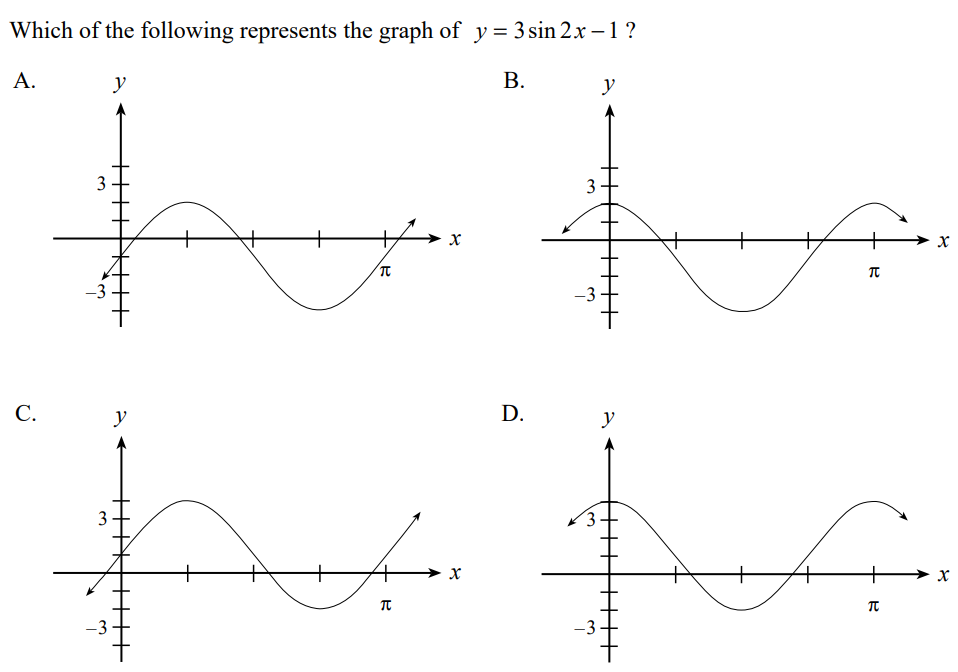 Which of the following represents the graph of y = 3 sin 2x – 1 ?
A.
y
3
–3
π
x
B.
y
3
–3
π
x
C.
y
3
–3
π
x
D.
y
3
–3
π
x